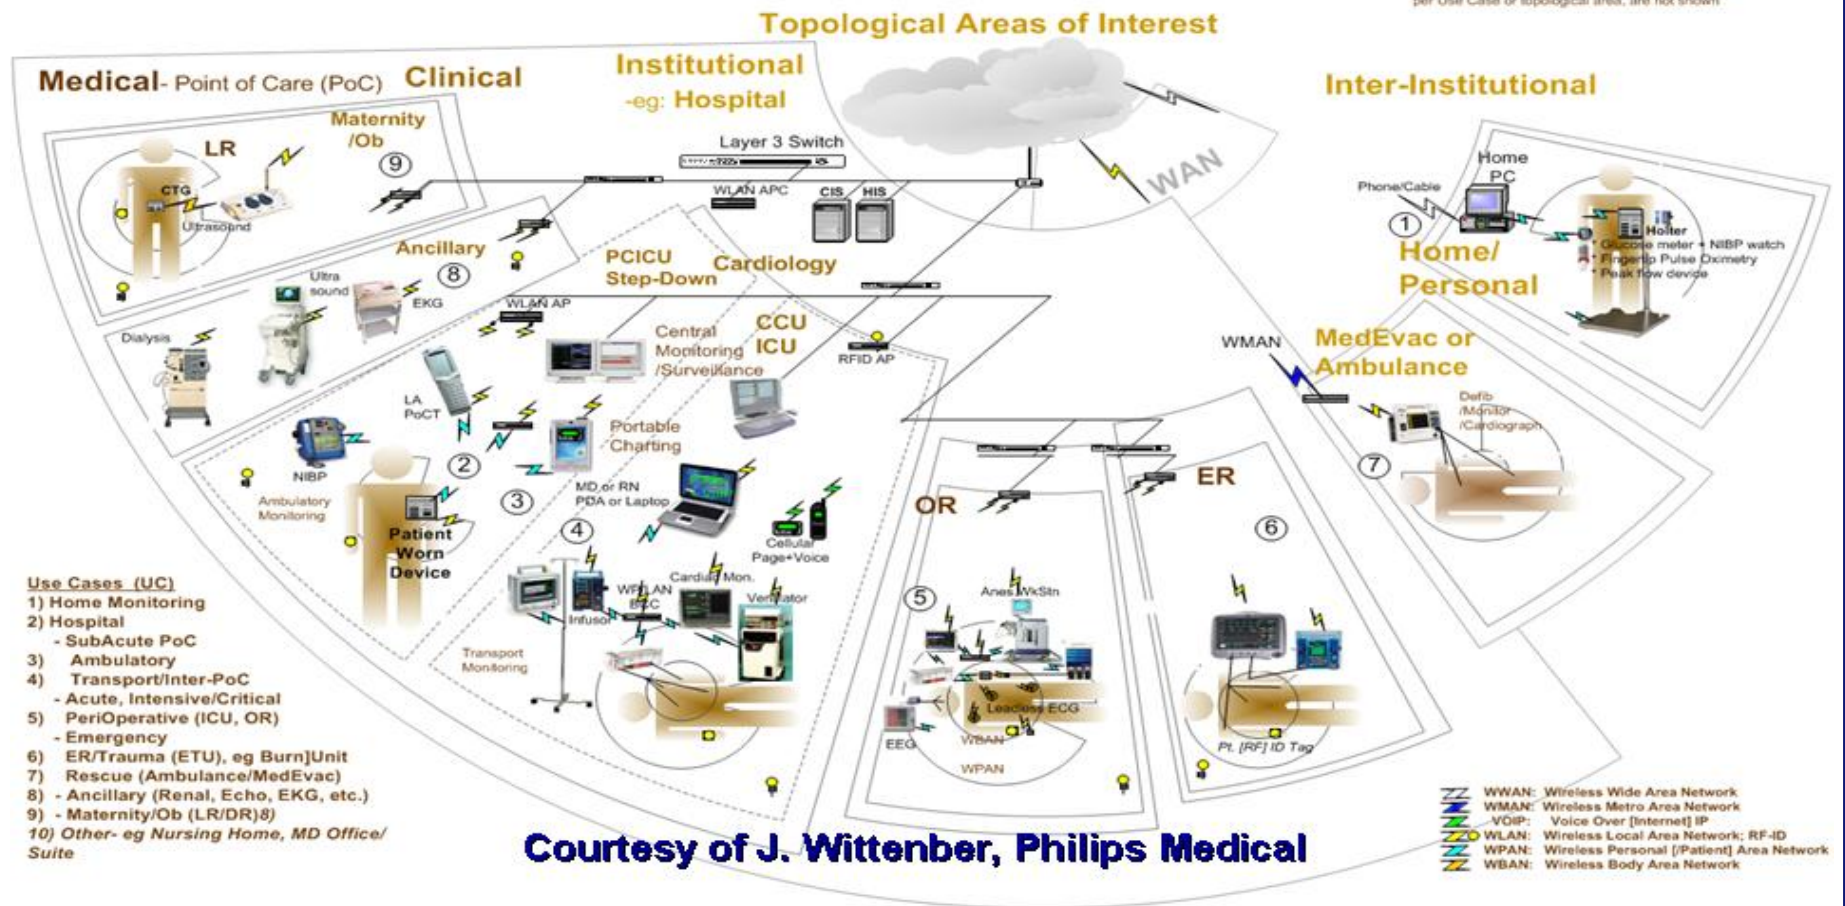 per Use Case or topological area, are not shown
Topological Areas of Interest
Medical- Point of Care (PoC)
Clinical
Institutional
-eg: Hospital
Inter-Institutional
Maternity
/Ob
9
LR
CTG
Ultrasound
Layer 3 Switch
WLAN APC
CIS
HIS
WAN
Home
PC
Phone/Cable
1
Home/
Personal
Holter
* Glucose meter + NIBP watch
* Fingertip Pulse Oximetry
* Peak flow device
Ancillary
8
Ultra
sound
EKG
Dialysis
PCICU
Step-Down
Cardiology
WLAN AP
CCU
ICU
Central
Monitoring
/Surveillance
RFID AP
WMAN
MedEvac or
Ambulance
Defib
/Monitor
/Cardiograph
7
LA
PoCT
Portable
Charting
NIBP
2
3
Ambulatory
Monitoring
Patient
Worn
Device
MD or RN
PDA or Laptop
4
Cellular
Page+Voice
OR
ER
6
5
Cardiac Mon.
Ventilator
Infusor
Transport
Monitoring
Anes. WkStn
Leadless ECG
EEG
WBAN
WPAN
Pt. [RF] ID Tag
Use Cases (UC)
1) Home Monitoring
2) Hospital
- SubAcute PoC
3) Ambulatory
4) Transport/Inter-PoC
- Acute, Intensive/Critical
5) PeriOperative (ICU, OR)
- Emergency
6) ER/Trauma (ETU), eg Burn]Unit
7) Rescue (Ambulance/MedEvac)
8) - Ancillary (Renal, Echo, EKG, etc.)
9) - Maternity/Ob (LR/DR)8)
10) Other- eg Nursing Home, MD Office/
Suite
Courtesy of J. Wittenber, Philips Medical
WWAN: Wireless Wide Area Network
WMAN: Wireless Metro Area Network
VOIP: Voice Over [Internet] IP
WLAN: Wireless Local Area Network; RF-ID
WPAN: Wireless Personal [/Patient] Area Network
WBAN: Wireless Body Area Network